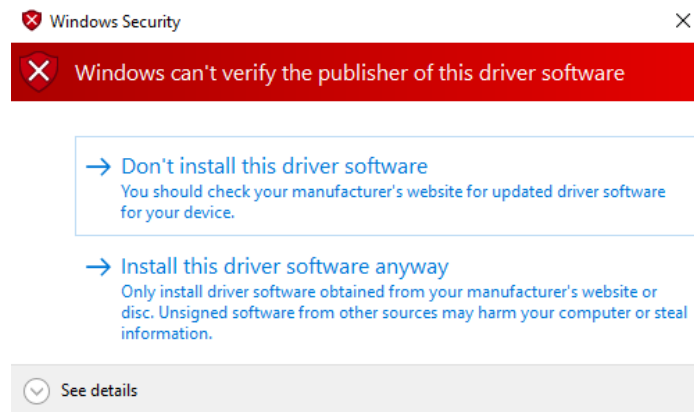 Windows Security
Windows can't verify the publisher of this driver software
Don't install this driver software
You should check your manufacturer's website for updated driver software
for your device.
Install this driver software anyway
Only install driver software obtained from your manufacturer's website or
disc. Unsigned software from other sources may harm your computer or steal
information.
See details